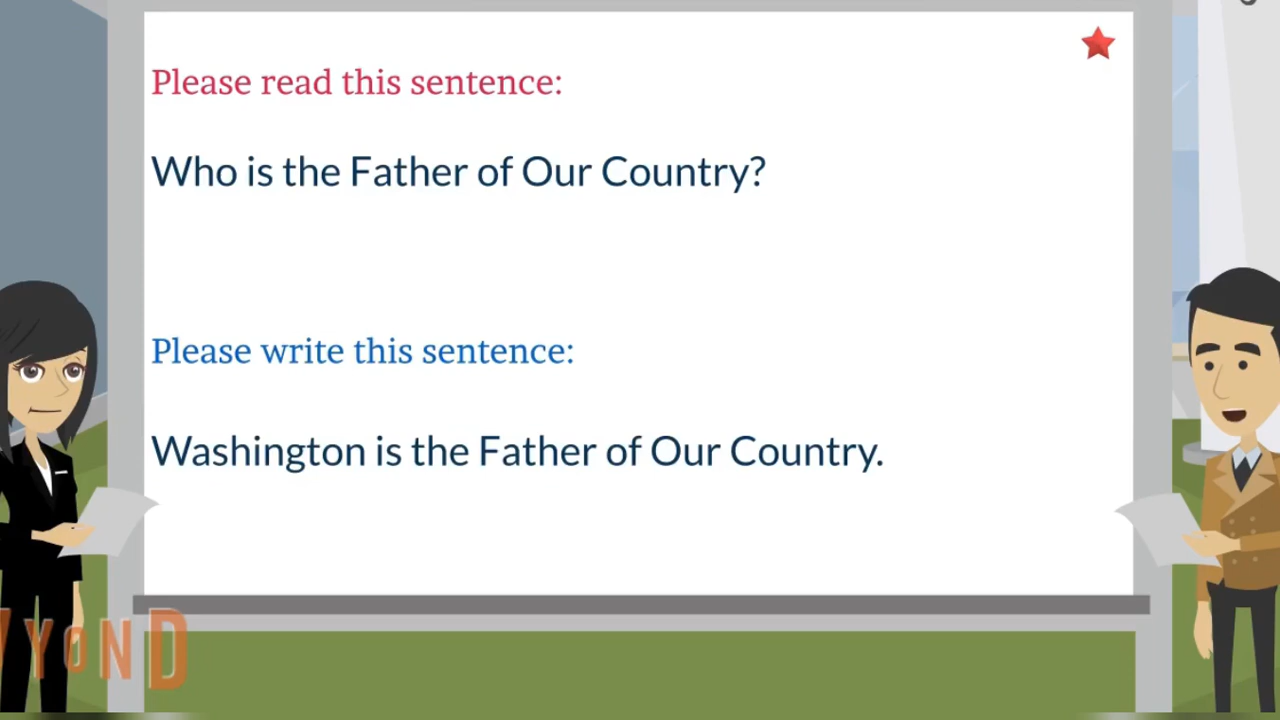 Please read this sentence:
Who is the Father of Our Country?
Please write this sentence:
Washington is the Father of Our Country.
YOND